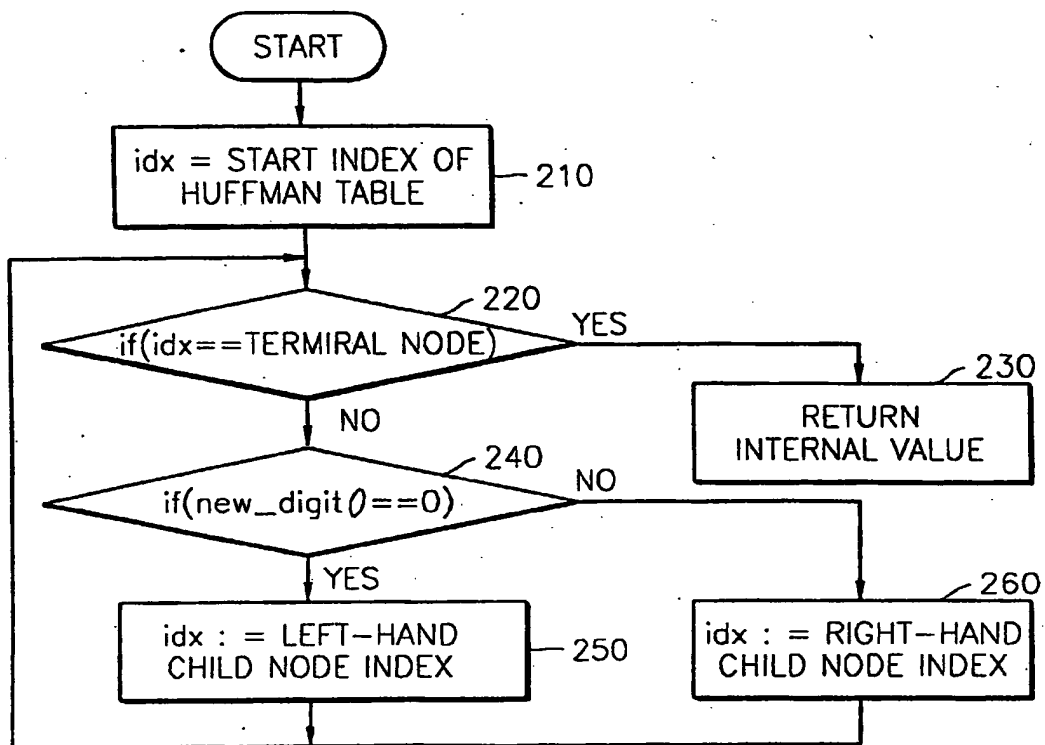 START
idx = START INDEX OF
HUFFMAN TABLE
210
220
if(idx==TERMIRAL NODE)
YES
230
RETURN
INTERNAL VALUE
NO
240
if(new_digit()==0)
NO
YES
260
idx : = LEFT-HAND
CHILD NODE INDEX
250
idx : = RIGHT-HAND
CHILD NODE INDEX